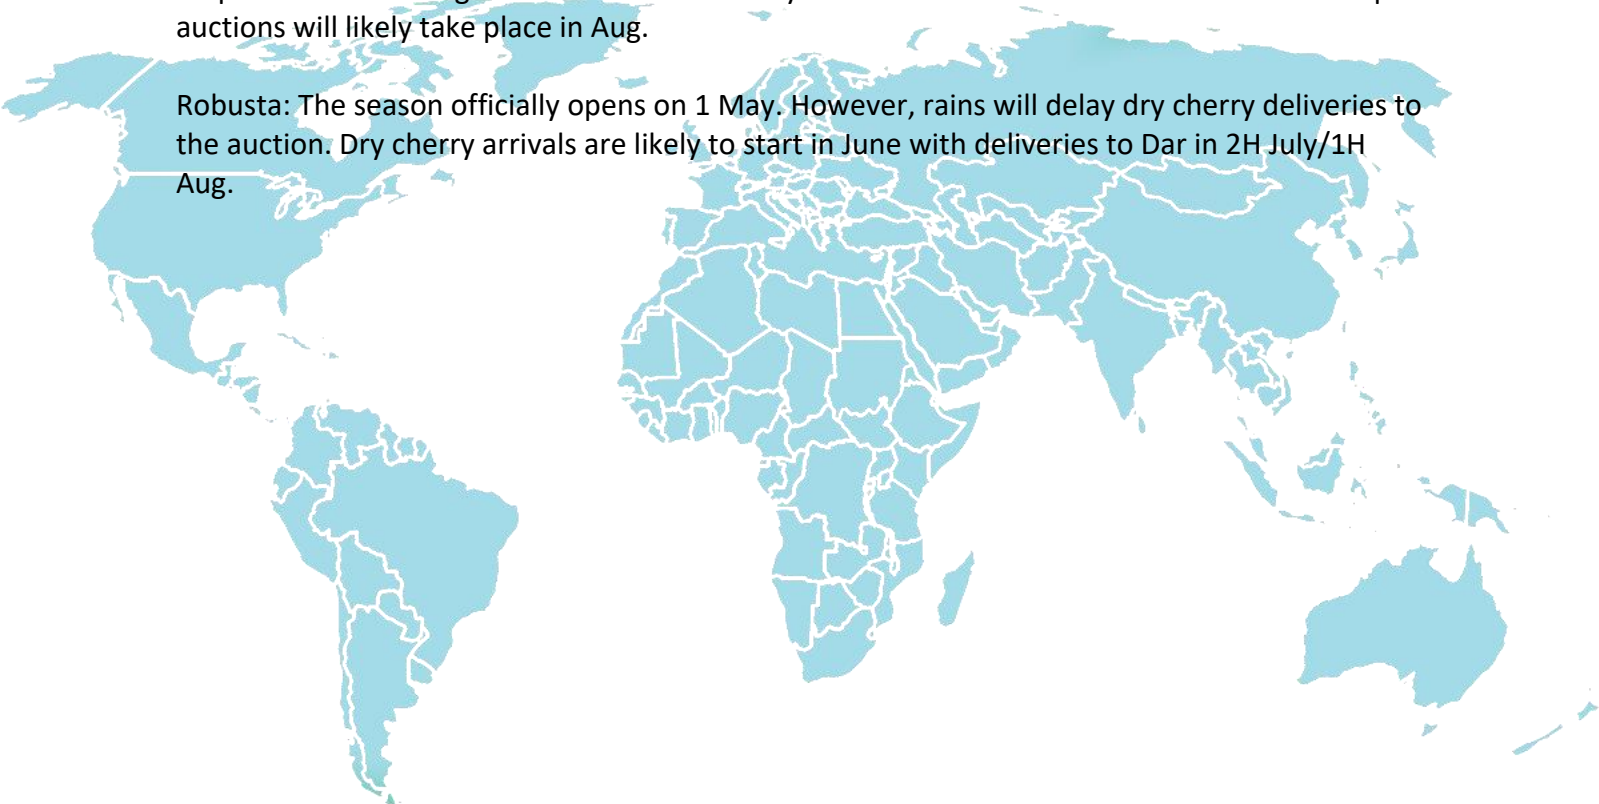 auctions will likely take place in Aug.
Robusta: The season officially opens on 1 May. However, rains will delay dry cherry deliveries to
the auction. Dry cherry arrivals are likely to start in June with deliveries to Dar in 2H July/1H
Aug.